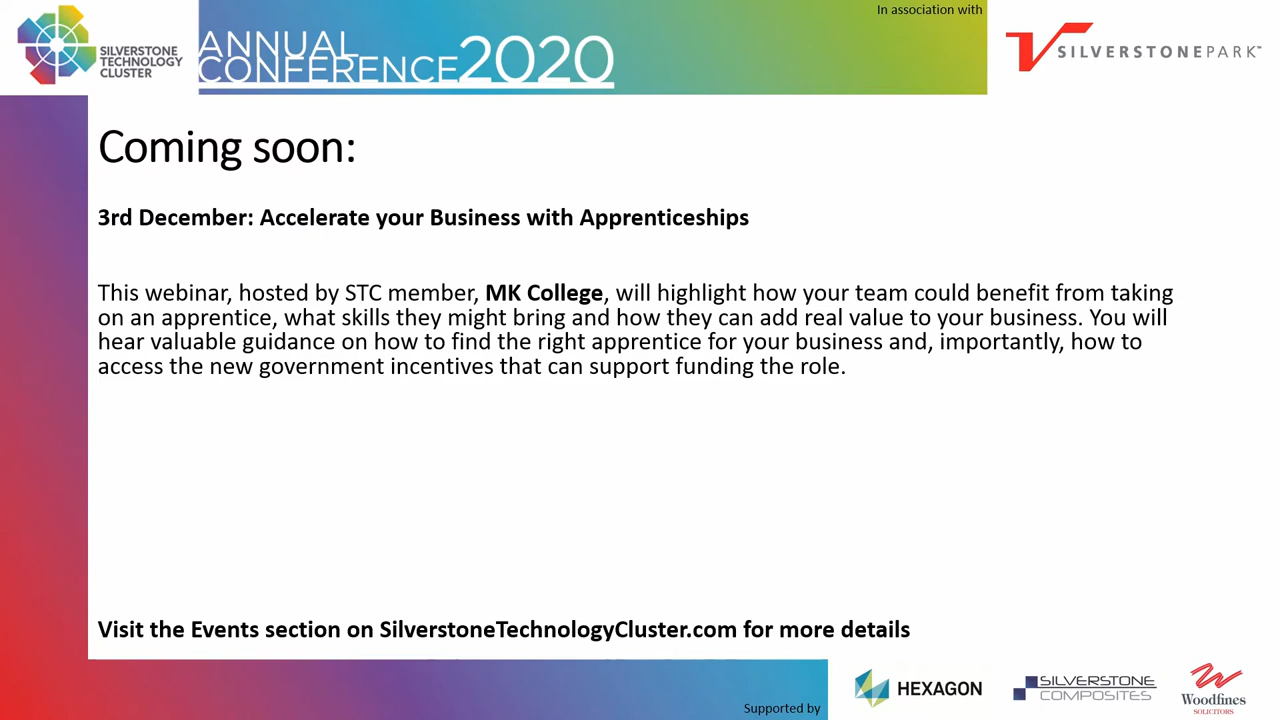 In association with
SILVERSTONE
TECHNOLOGY
CLUSTER
ANNUAL
CONFERENCE2020
SILVERSTONEPARK™
Coming soon:
3rd December: Accelerate your Business with Apprenticeships
This webinar, hosted by STC member, MK College, will highlight how your team could benefit from taking
on an apprentice, what skills they might bring and how they can add real value to your business. You will
hear valuable guidance on how to find the right apprentice for your business and, importantly, how to
access the new government incentives that can support funding the role.
Visit the Events section on SilverstoneTechnologyCluster.com for more details
Supported by
HEXAGON
SILVERSTONE
COMPOSITES
Woodfines
SOLICITORS